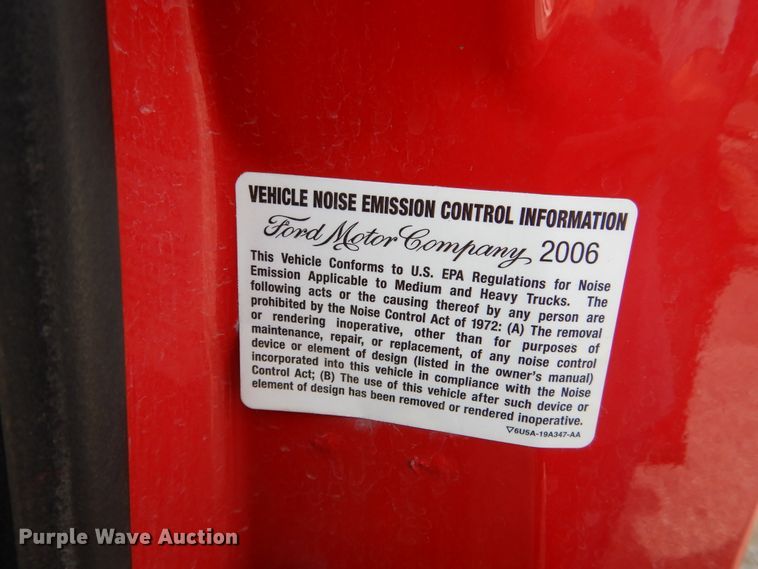 VEHICLE NOISE EMISSION CONTROL INFORMATION
Ford Motor Company 2006
This Vehicle Conforms to U.S. EPA Regulations for Noise
Emission Applicable to Medium and Heavy Trucks. The
following acts or the causing thereof by any person are
prohibited by the Noise Control Act of 1972: (A) The removal
or rendering inoperative, other than for purposes of
maintenance, repair, or replacement, of any noise control
device or element of design (listed in the owner's manual)
incorporated into this vehicle in compliance with the Noise
Control Act; (B) The use of this vehicle after such device or
element of design has been removed or rendered inoperative.
▽6U5A-19A347-AA
Purple Wave Auction®